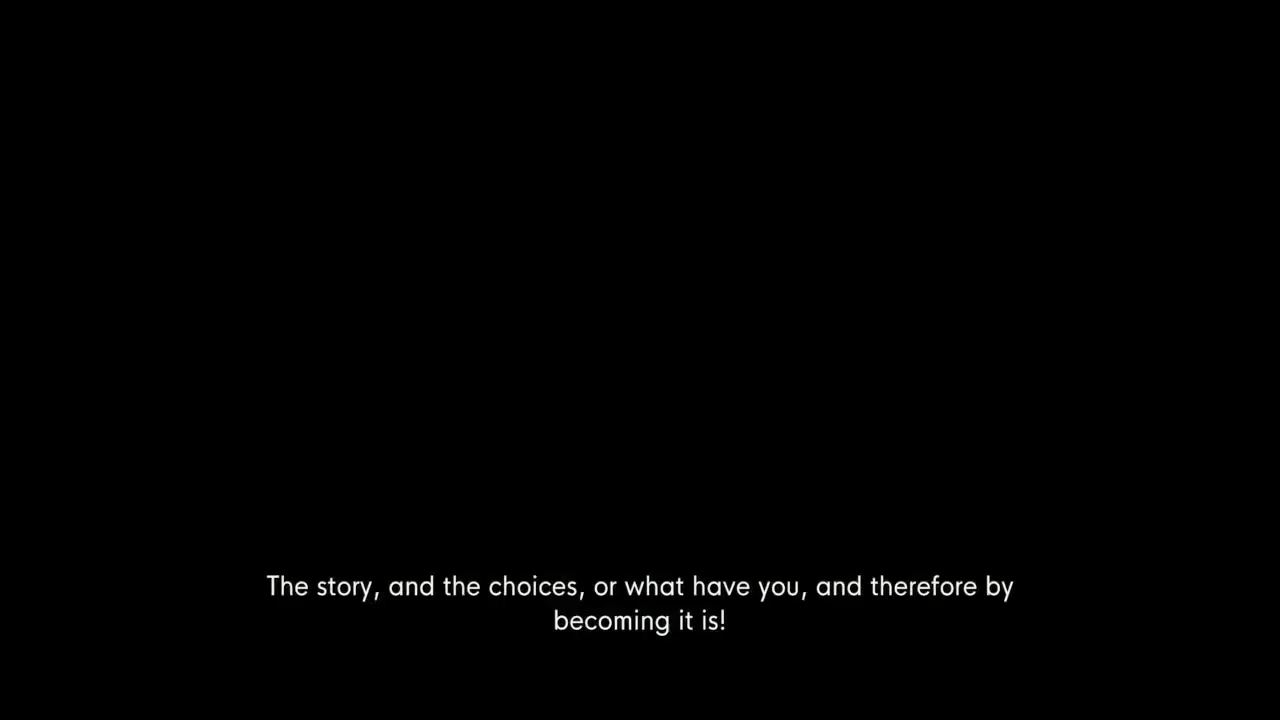 The story, and the choices, or what have you, and therefore by
becoming it is!